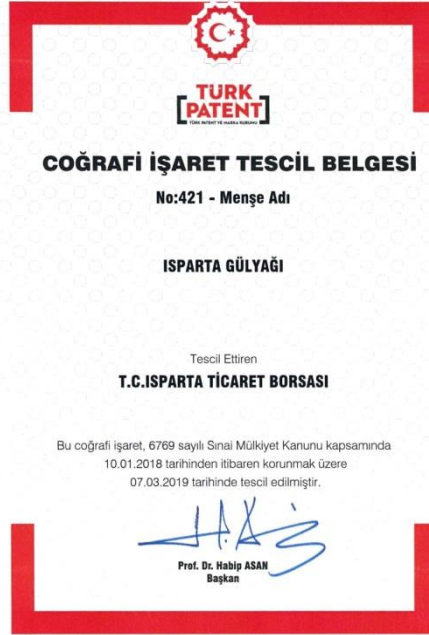 TÜRK
PATENT
TÜRK PATENT VE MARKA KURUMU
COĞRAFİ İŞARET TESCİL BELGESİ
No:421 - Menşe Adı
ISPARTA GÜLYAĞI
Tescil Ettiren
T.C.ISPARTA TİCARET BORSASI
Bu coğrafi işaret, 6769 sayılı Sınai Mülkiyet Kanunu kapsamında
10.01.2018 tarihinden itibaren korunmak üzere
07.03.2019 tarihinde tescil edilmiştir.
Prof. Dr. Habip ASAN
Başkan